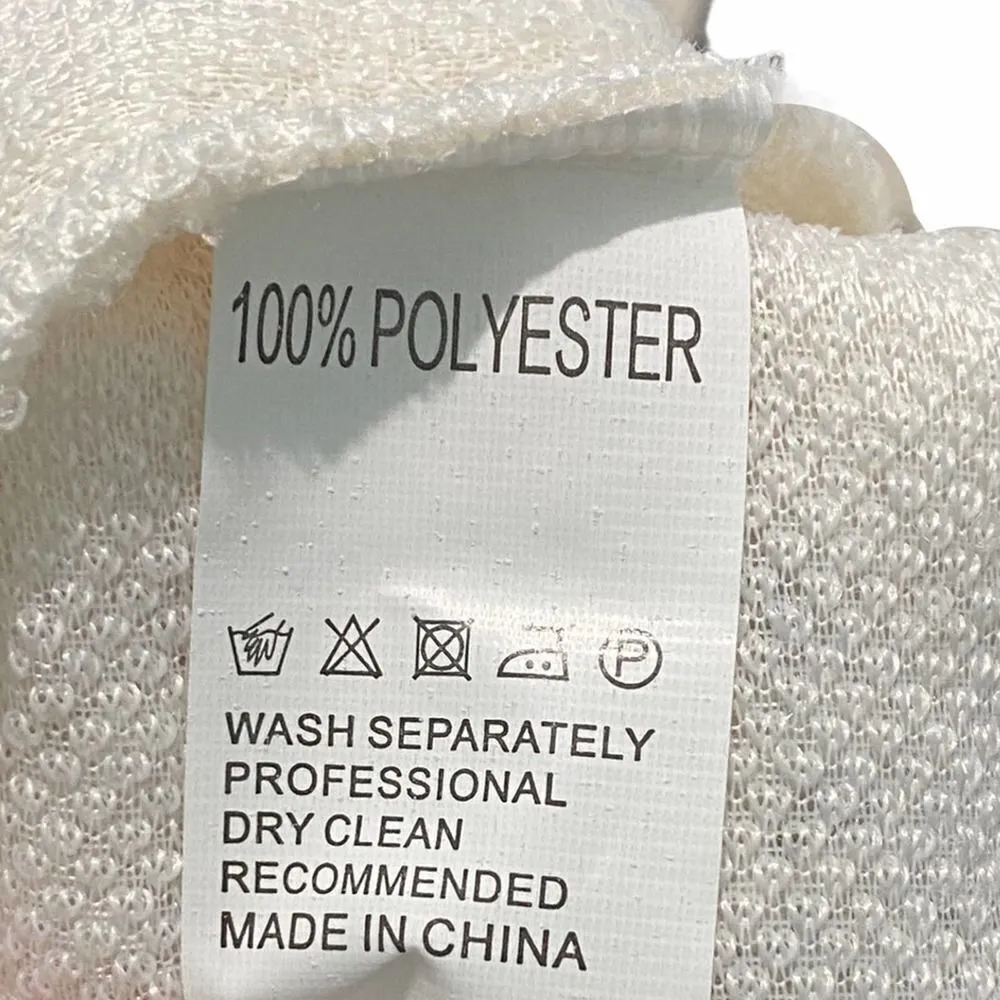 100% POLYESTER
P
WASH SEPARATELY
PROFESSIONAL
DRY CLEAN
RECOMMENDED
MADE IN CHINA